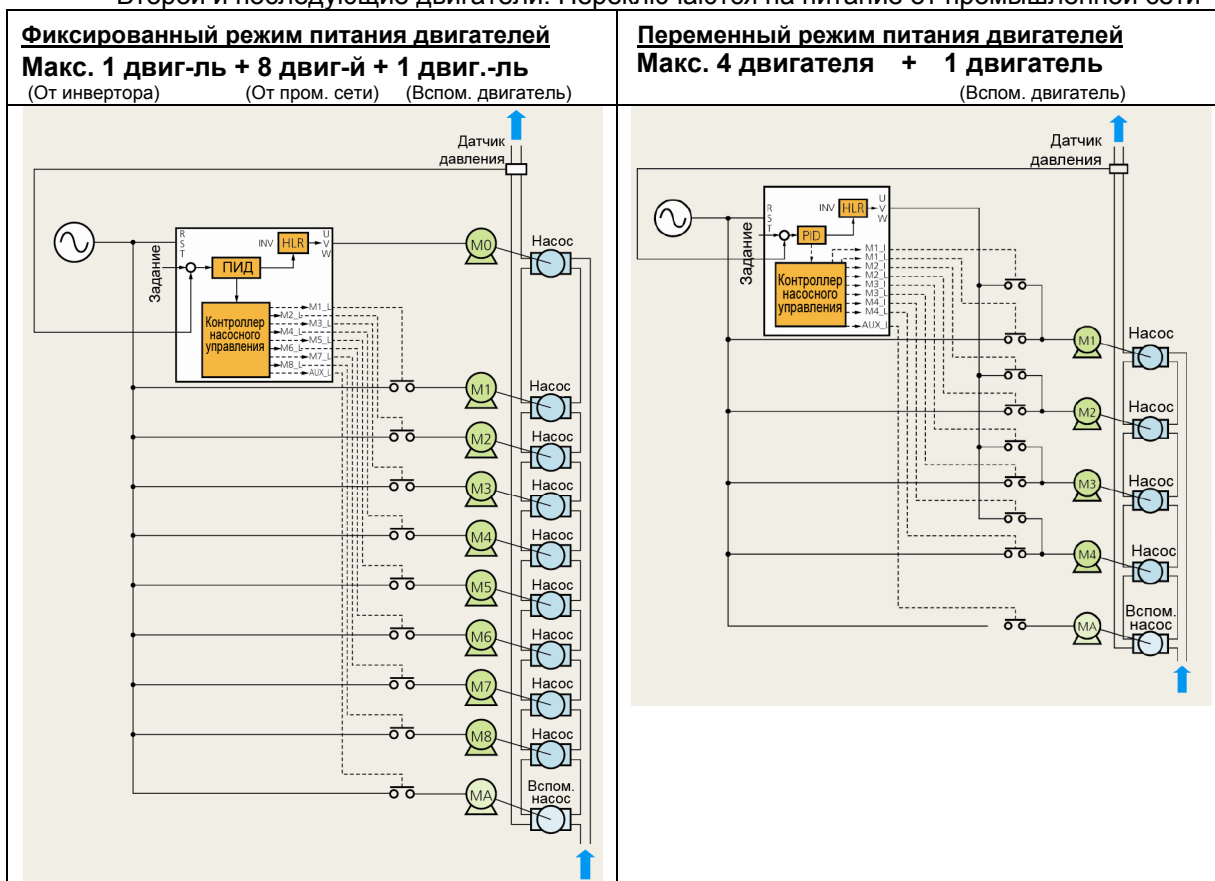 Второй и последующие двигатели: Переключаются на питание от промышленной сети
Фиксированный режим питания двигателей
Макс. 1 двиг-ль + 8 двиг-й + 1 двиг.-ль
(От инвертора) (От пром. сети) (Вспом. двигатель)
Датчик
давления
R
S
T
INV
HLR
U
V
W
Задание
ПИД
Контроллер
насосного
управления
M1_L
M2_L
M3_L
M4_L
M5_L
M6_L
M7_L
M8_L
AUX_L
M0
Насос
M1
Насос
M2
Насос
M3
Насос
M4
Насос
M5
Насос
M6
Насос
M7
Насос
M8
Насос
MA
Вспом.
насос
Переменный режим питания двигателей
Макс. 4 двигателя + 1 двигатель
(Вспом. двигатель)
Датчик
давления
R
S
T
INV
HLR
U
V
W
Задание
PID
Контроллер
насосного
управления
M1_I
M1_L
M2_I
M2_L
M3_I
M3_L
M4_I
M4_L
AUX_L
M1
Насос
M2
Насос
M3
Насос
M4
Насос
MA
Вспом.
насос